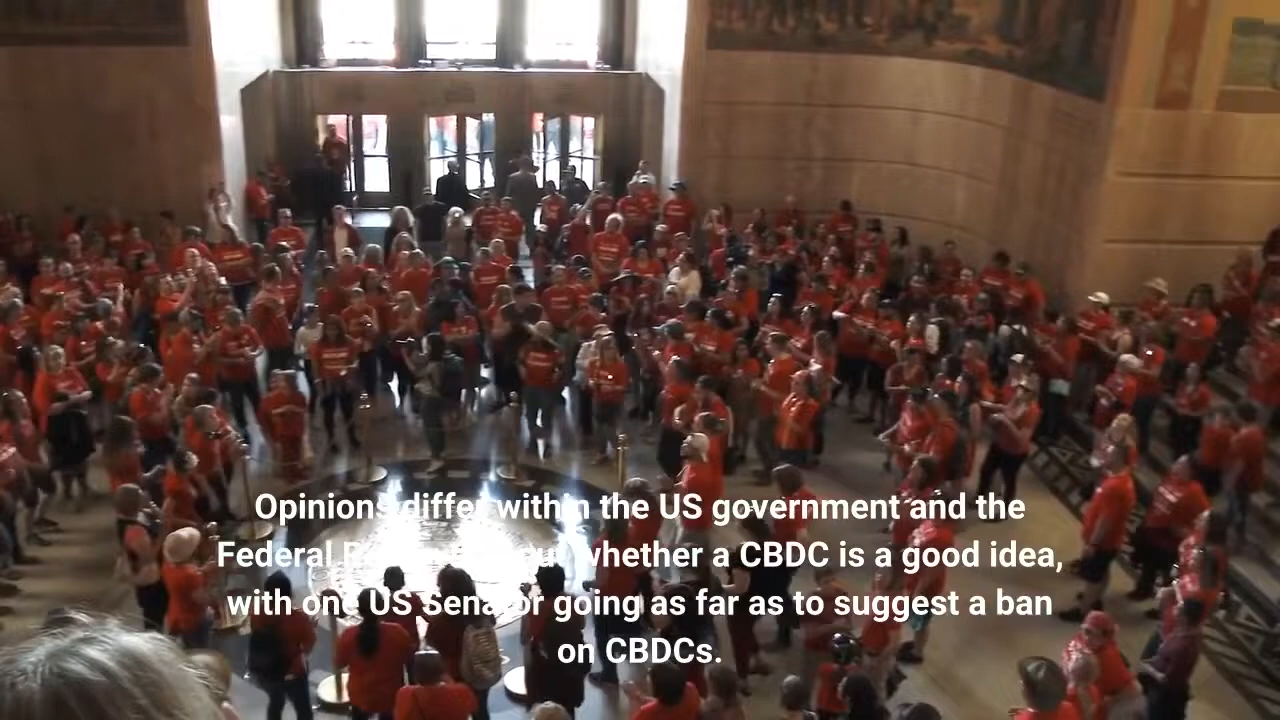 Opinions differ within the US government and the
Federal whether a CBDC is a good idea,
with one US Senator going as far as to suggest a ban
on CBDCs.